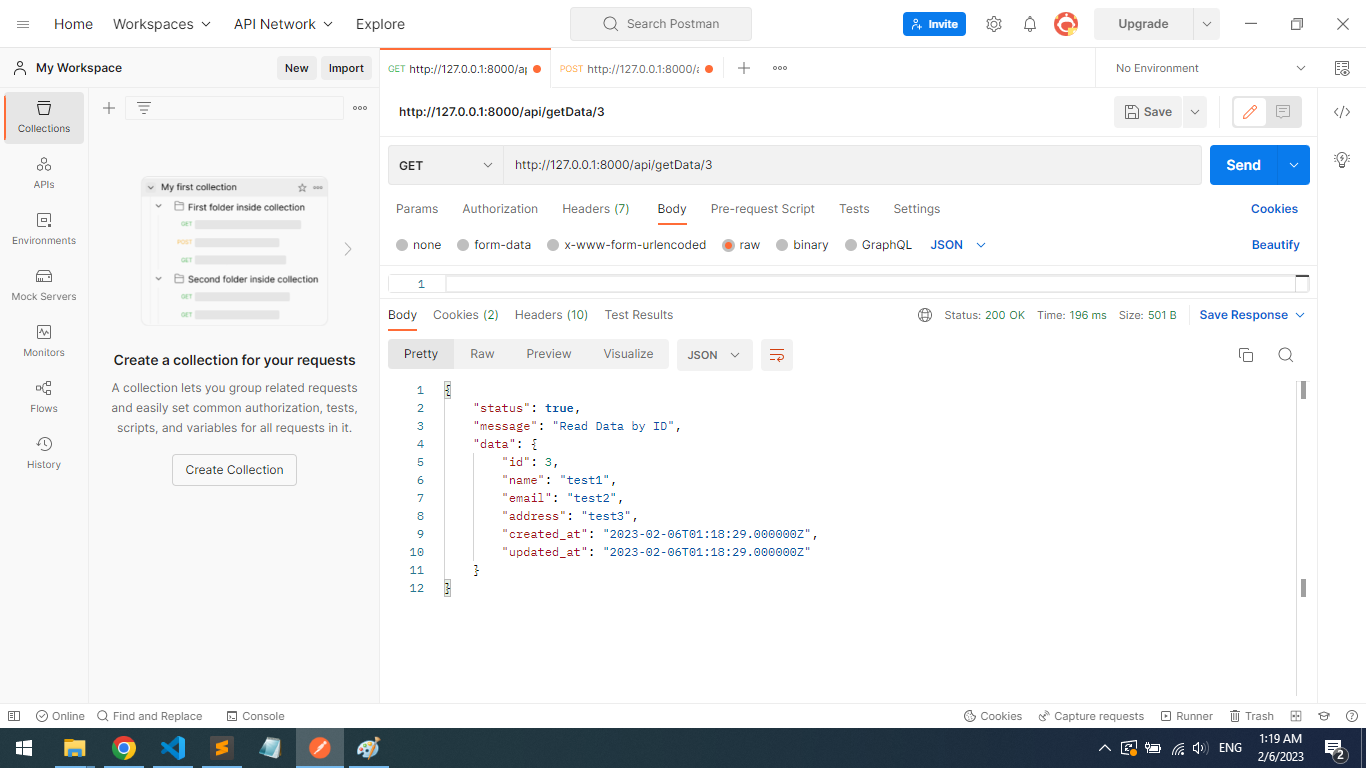 Home Workspaces API Network Explore Search Postman Invite Upgrade
My Workspace New Import GET http://127.0.0.1:8000/ap POST http://127.0.0.1:8000/a No Environment
Collections
APIs
Environments
Mock Servers
Monitors
Flows
History
My first collection
First folder inside collection
GET
POST
GET
Second folder inside collection
GET
GET
Create a collection for your requests
A collection lets you group related requests
and easily set common authorization, tests,
scripts, and variables for all requests in it.
Create Collection
http://127.0.0.1:8000/api/getData/3 Save
GET http://127.0.0.1:8000/api/getData/3 Send
Params Authorization Headers (7) Body Pre-request Script Tests Settings Cookies
none form-data x-www-form-urlencoded raw binary GraphQL JSON Beautify
1
Body Cookies (2) Headers (10) Test Results Status: 200 OK Time: 196 ms Size: 501 B Save Response
Pretty Raw Preview Visualize JSON
1 {
2 "status": true,
3 "message": "Read Data by ID",
4 "data": {
5 "id": 3,
6 "name": "test1",
7 "email": "test2",
8 "address": "test3",
9 "created_at": "2023-02-06T01:18:29.000000Z",
10 "updated_at": "2023-02-06T01:18:29.000000Z"
11 }
12 }
Online Find and Replace Console Cookies Capture requests Runner Trash
ENG 1:19 AM
2/6/2023 2